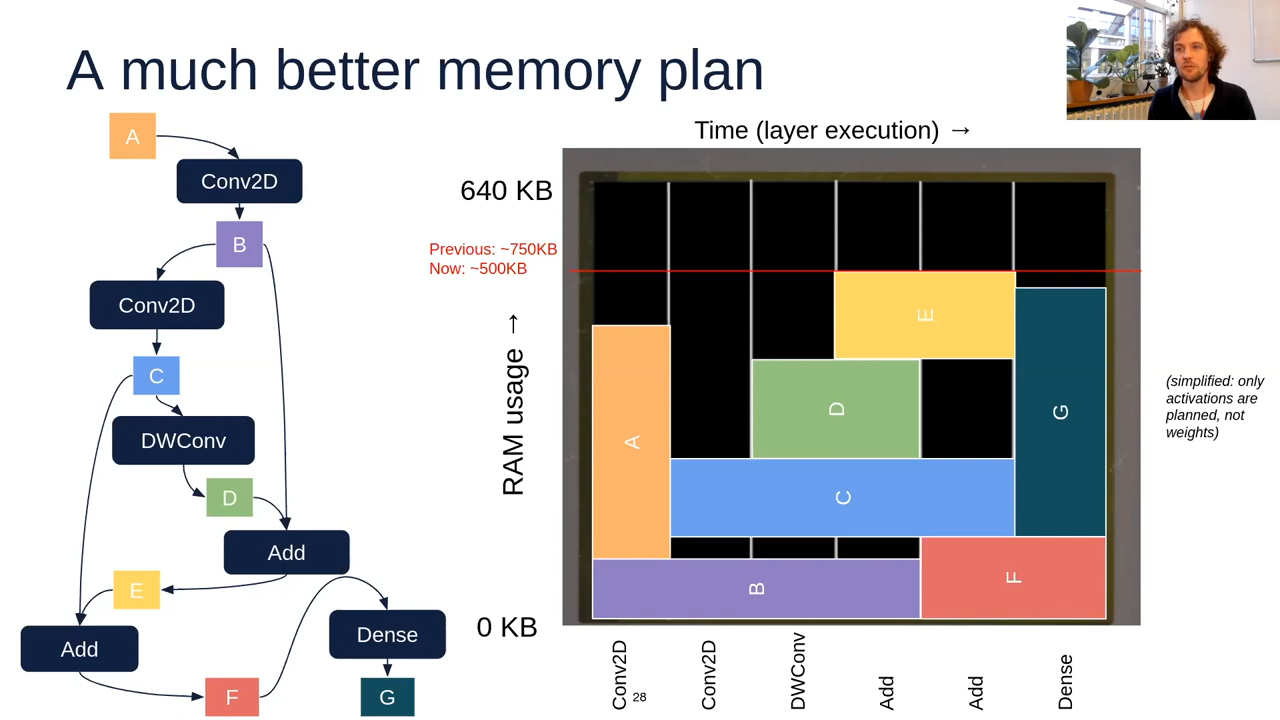 A much better memory plan
A
Conv2D
B
Conv2D
C
DWConv
D
Add
E
Add
Dense
F
G
Time (layer execution) →
640 KB
Previous: ~750KB
Now: ~500KB
RAM usage →
0 KB
A
B
C
D
E
F
G
Conv2D
Conv2D
DWConv
Add
Add
Dense
28
(simplified: only
activations are
planned, not
weights)